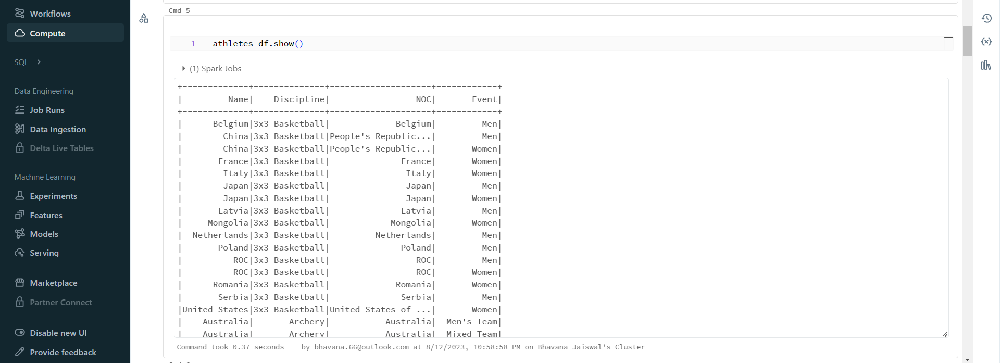 Workflows
Compute
SQL
Data Engineering
Job Runs
Data Ingestion
Delta Live Tables
Machine Learning
Experiments
Features
Models
Serving
Marketplace
Partner Connect
Disable new UI
Provide feedback
Cmd 5
1 athletes_df.show()
(1) Spark Jobs
+-------------+--------------+--------------------+------------+
|         Name|    Discipline|                 NOC|       Event|
+-------------+--------------+--------------------+------------+
|      Belgium|3x3 Basketball|             Belgium|         Men|
|        China|3x3 Basketball|People's Republic...|         Men|
|        China|3x3 Basketball|People's Republic...|       Women|
|       France|3x3 Basketball|              France|       Women|
|        Italy|3x3 Basketball|               Italy|       Women|
|        Japan|3x3 Basketball|               Japan|         Men|
|        Japan|3x3 Basketball|               Japan|       Women|
|       Latvia|3x3 Basketball|              Latvia|         Men|
|     Mongolia|3x3 Basketball|            Mongolia|       Women|
|  Netherlands|3x3 Basketball|         Netherlands|         Men|
|       Poland|3x3 Basketball|              Poland|         Men|
|          ROC|3x3 Basketball|                 ROC|         Men|
|          ROC|3x3 Basketball|                 ROC|       Women|
|      Romania|3x3 Basketball|             Romania|       Women|
|       Serbia|3x3 Basketball|              Serbia|         Men|
|United States|3x3 Basketball|United States of ...|       Women|
|    Australia|       Archery|           Australia|  Men's Team|
|    Australia|       Archery|           Australia|  Mixed Team|
Command took 0.37 seconds -- by bhavana.66@outlook.com at 8/12/2023, 10:58:58 PM on Bhavana Jaiswal's Cluster